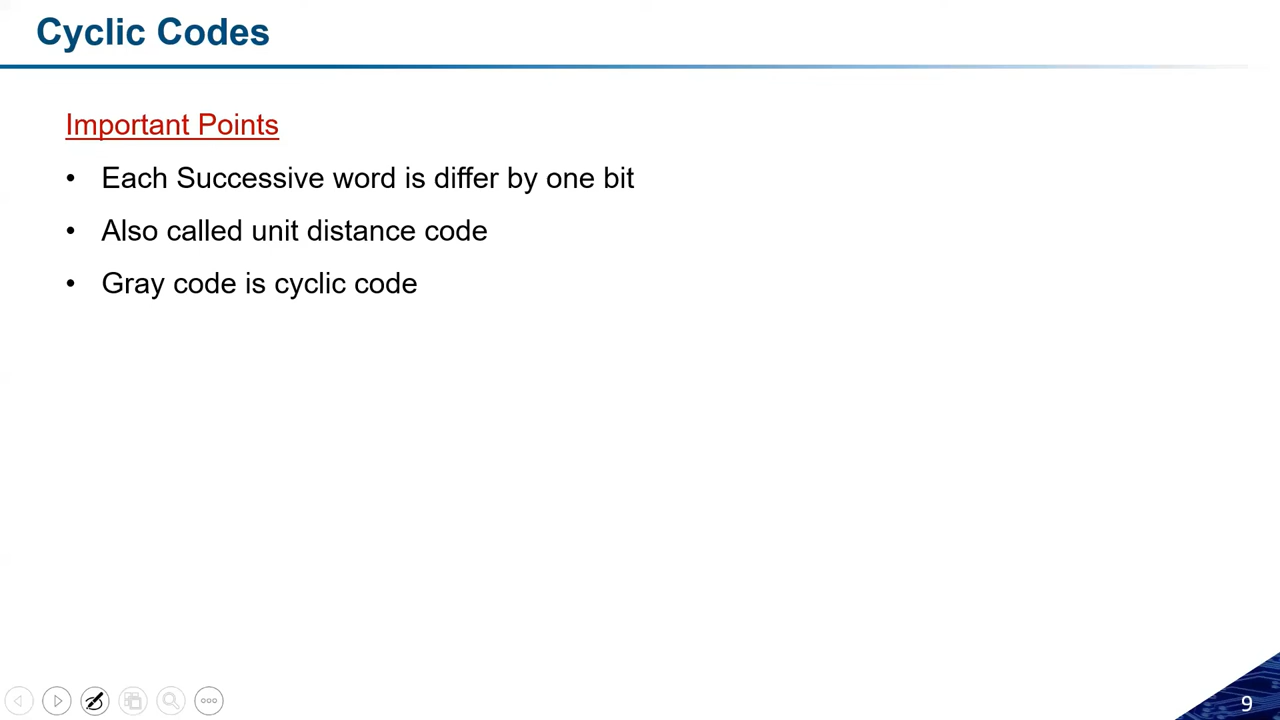 Cyclic Codes
Important Points
• Each Successive word is differ by one bit
• Also called unit distance code
• Gray code is cyclic code
9